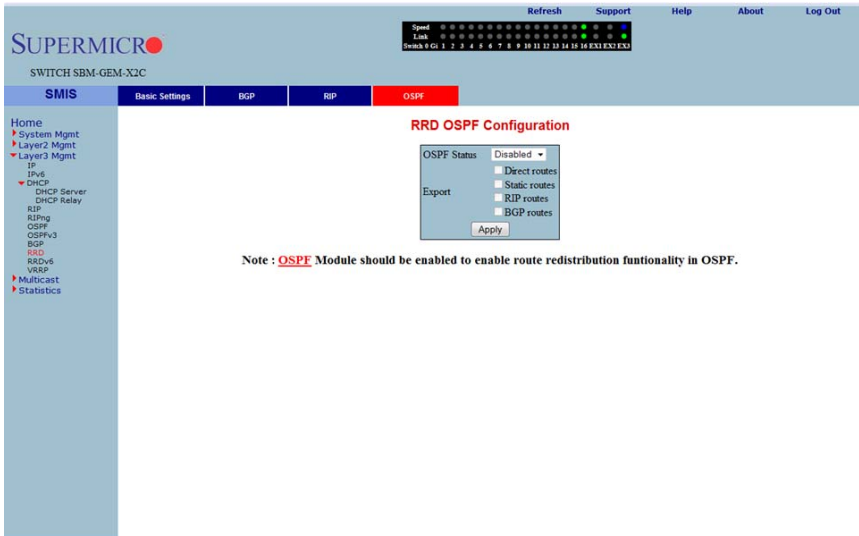 Refresh Support Help About Log Out
SUPERMICRO
SWITCH SBM-GEM-X2C
Speed
Link
Switch 0 Gi 1 2 3 4 5 6 7 8 9 10 11 12 13 14 15 16 EX1 EX2 EX3
SMIS
Basic Settings BGP RIP OSPF
Home
System Mgmt
Layer2 Mgmt
Layer3 Mgmt
IP
IPv6
DHCP
DHCP Server
DHCP Relay
RIP
RIPng
OSPF
OSPFv3
BGP
RRD
RRDv6
VRRP
Multicast
Statistics
RRD OSPF Configuration
OSPF Status Disabled
Export
Direct routes
Static routes
RIP routes
BGP routes
Apply
Note : OSPF Module should be enabled to enable route redistribution funtionality in OSPF.